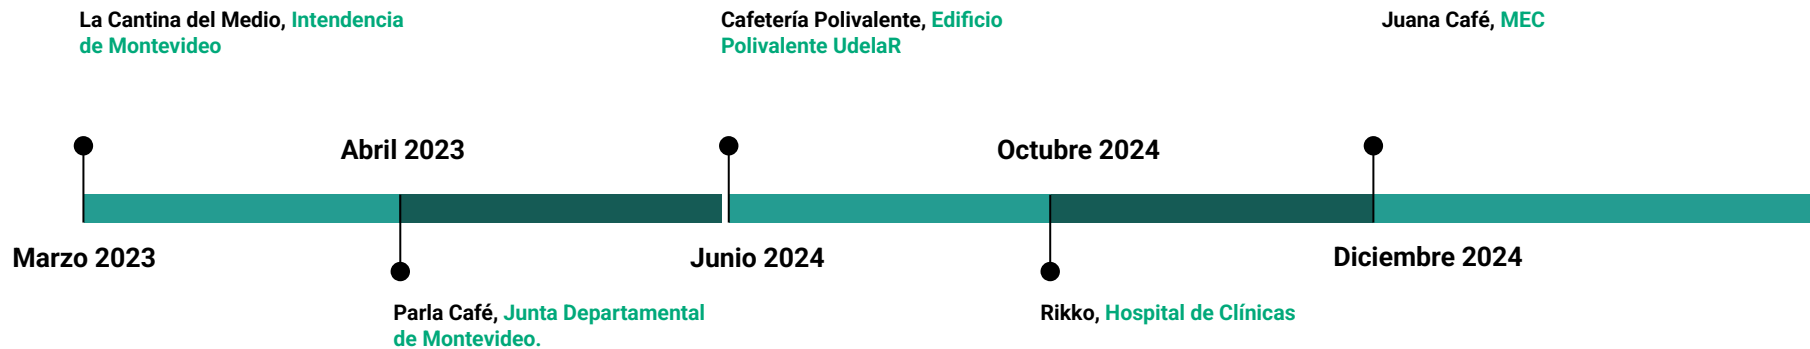 La Cantina del Medio, Intendencia
de Montevideo
Cafetería Polivalente, Edificio
Polivalente UdelaR
Juana Café, MEC
Abril 2023
Octubre 2024
Marzo 2023
Junio 2024
Diciembre 2024
Parla Café, Junta Departamental
de Montevideo.
Rikko, Hospital de Clínicas